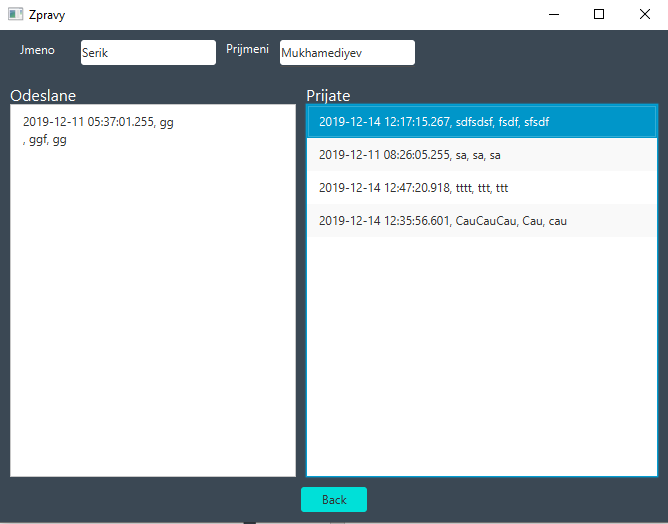 Zpravy
Jmeno Serik Prijmeni Mukhamediyev
Odeslane
2019-12-11 05:37:01.255, gg
, ggf, gg
Prijate
2019-12-14 12:17:15.267, sdfsdsf, fsdf, sfsdf
2019-12-11 08:26:05.255, sa, sa, sa
2019-12-14 12:47:20.918, tttt, ttt, ttt
2019-12-14 12:35:56.601, CauCauCau, Cau, cau
Back